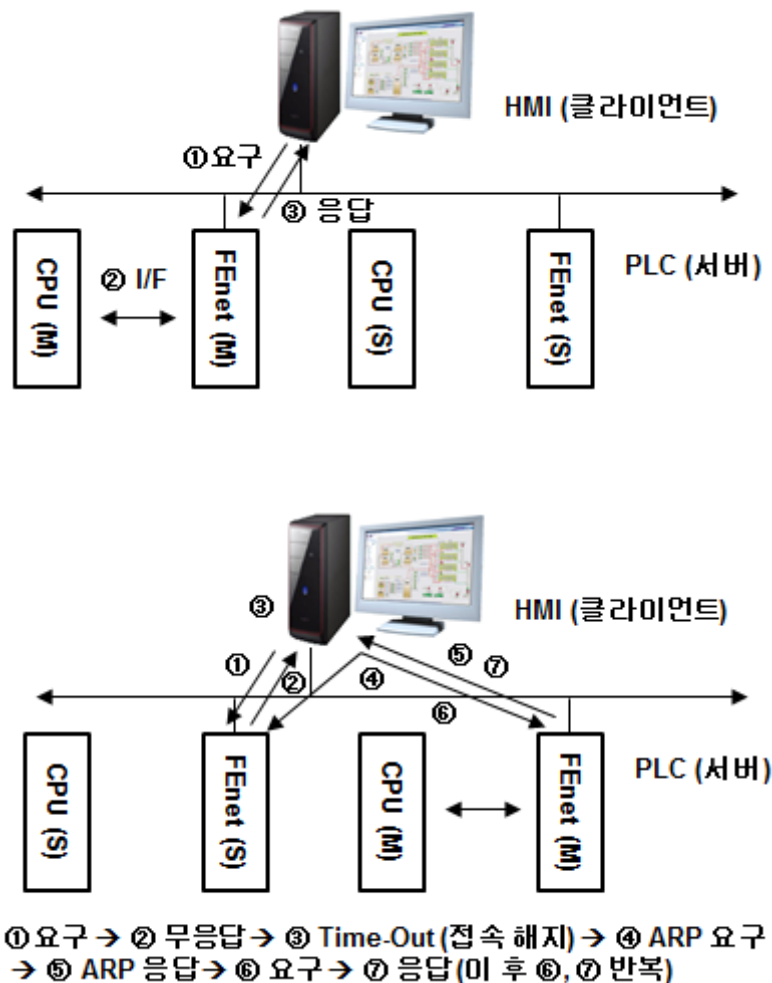 HMI (클라이언트)
①요구
③ 응답
CPU (M)
② I/F
FEnet (M)
CPU (S)
FEnet (S)
PLC (서버)
HMI (클라이언트)
③
①
②
④
⑤
⑦
⑥
CPU (S)
FEnet (S)
CPU (M)
FEnet (M)
PLC (서버)
①요구 → ② 무응답 → ③ Time-Out (접속 해지) → ④ ARP 요구
→ ⑤ ARP 응답 → ⑥ 요구 → ⑦ 응답 (이 후 ⑥, ⑦ 반복)